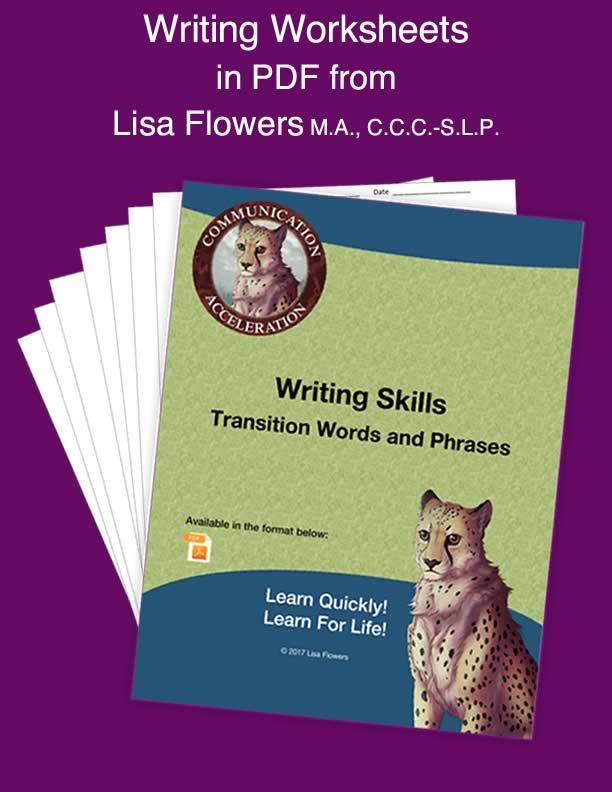 Writing Worksheets
in PDF from
Lisa Flowers M.A., C.C.C.-S.L.P.
Date
COMMUNICATION
ACCELERATION
Writing Skills
Transition Words and Phrases
Available in the format below:
PDF
Learn Quickly!
Learn For Life!
© 2017 Lisa Flowers